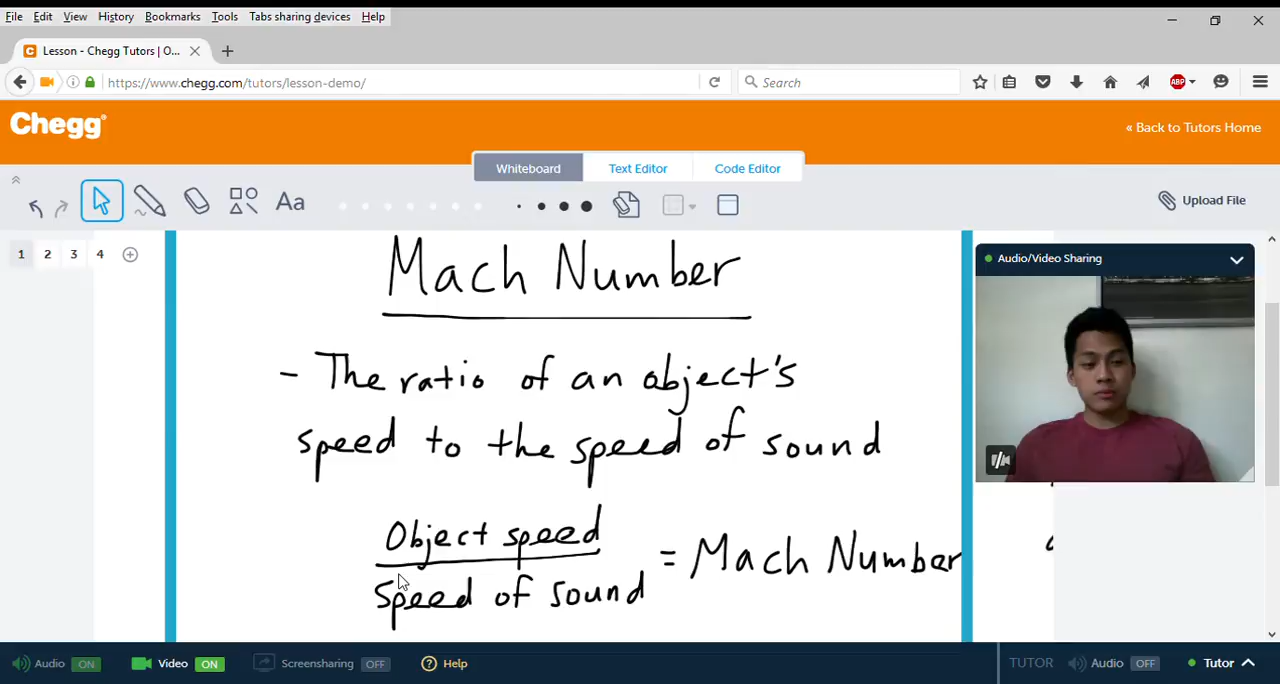 File Edit View History Bookmarks Tools Tabs sharing devices Help
Lesson - Chegg Tutors | O...
https://www.chegg.com/tutors/lesson-demo/
Search
ABP
Chegg
« Back to Tutors Home
Whiteboard Text Editor Code Editor
Aa
Upload File
1 2 3 4
Audio/Video Sharing
Mach Number
- The ratio of an object's
speed to the speed of sound
Object speed
= Mach Number
speed of sound
Audio ON Video ON Screensharing OFF ? Help TUTOR Audio OFF Tutor